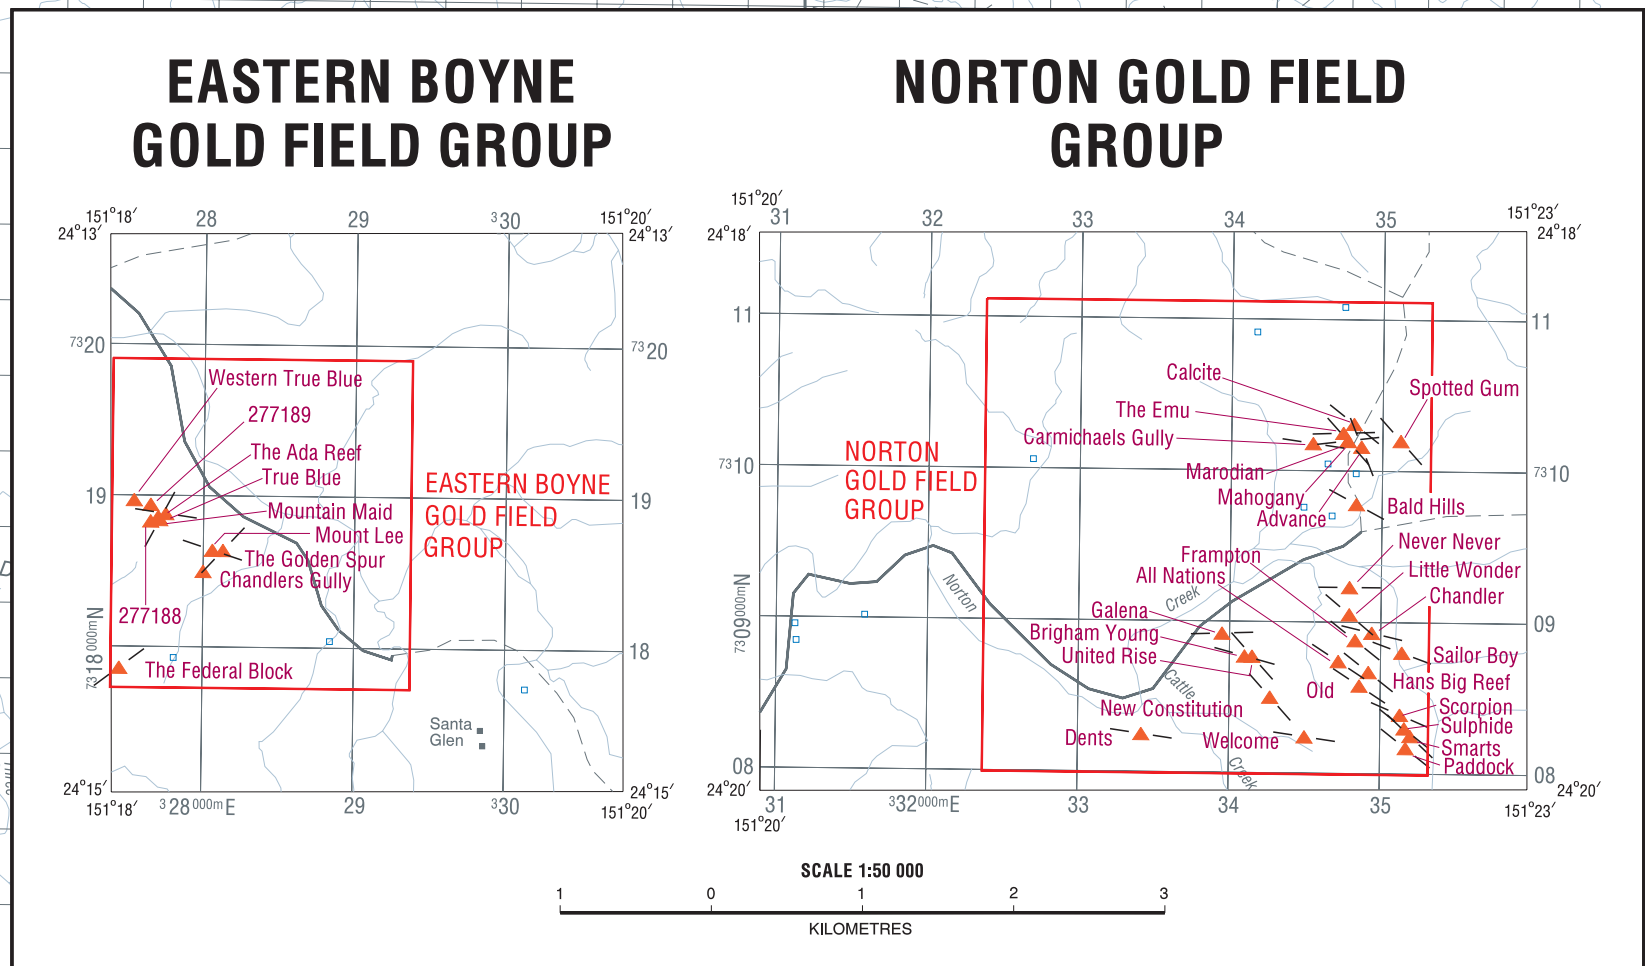 EASTERN BOYNE
GOLD FIELD GROUP
NORTON GOLD FIELD
GROUP
151°18′
28
29
330
151°20′
24°13′
24°13′
7320
7320
Western True Blue
277189
The Ada Reef
True Blue
19
19
Mountain Maid
Mount Lee
The Golden Spur
Chandlers Gully
277188
EASTERN BOYNE
GOLD FIELD
GROUP
7318000mN
18
The Federal Block
Santa
Glen
24°15′
24°15′
151°18′
328000mE
29
330
151°20′
151°20′
31
32
33
34
35
151°23′
24°18′
24°18′
11
11
Calcite
Spotted Gum
The Emu
Carmichaels Gully
NORTON
GOLD FIELD
GROUP
7310
7310
Marodian
Mahogany
Advance
Bald Hills
Never Never
Frampton
Little Wonder
All Nations
Chandler
Norton
Creek
Galena
7309000mN
09
Brigham Young
United Rise
Sailor Boy
Cattle
Old
Hans Big Reef
New Constitution
Scorpion
Sulphide
Dents
Welcome
Smarts
Paddock
Creek
08
08
24°20′
24°20′
31
332000mE
33
34
35
151°20′
151°23′
SCALE 1:50 000
1
0
1
2
3
KILOMETRES